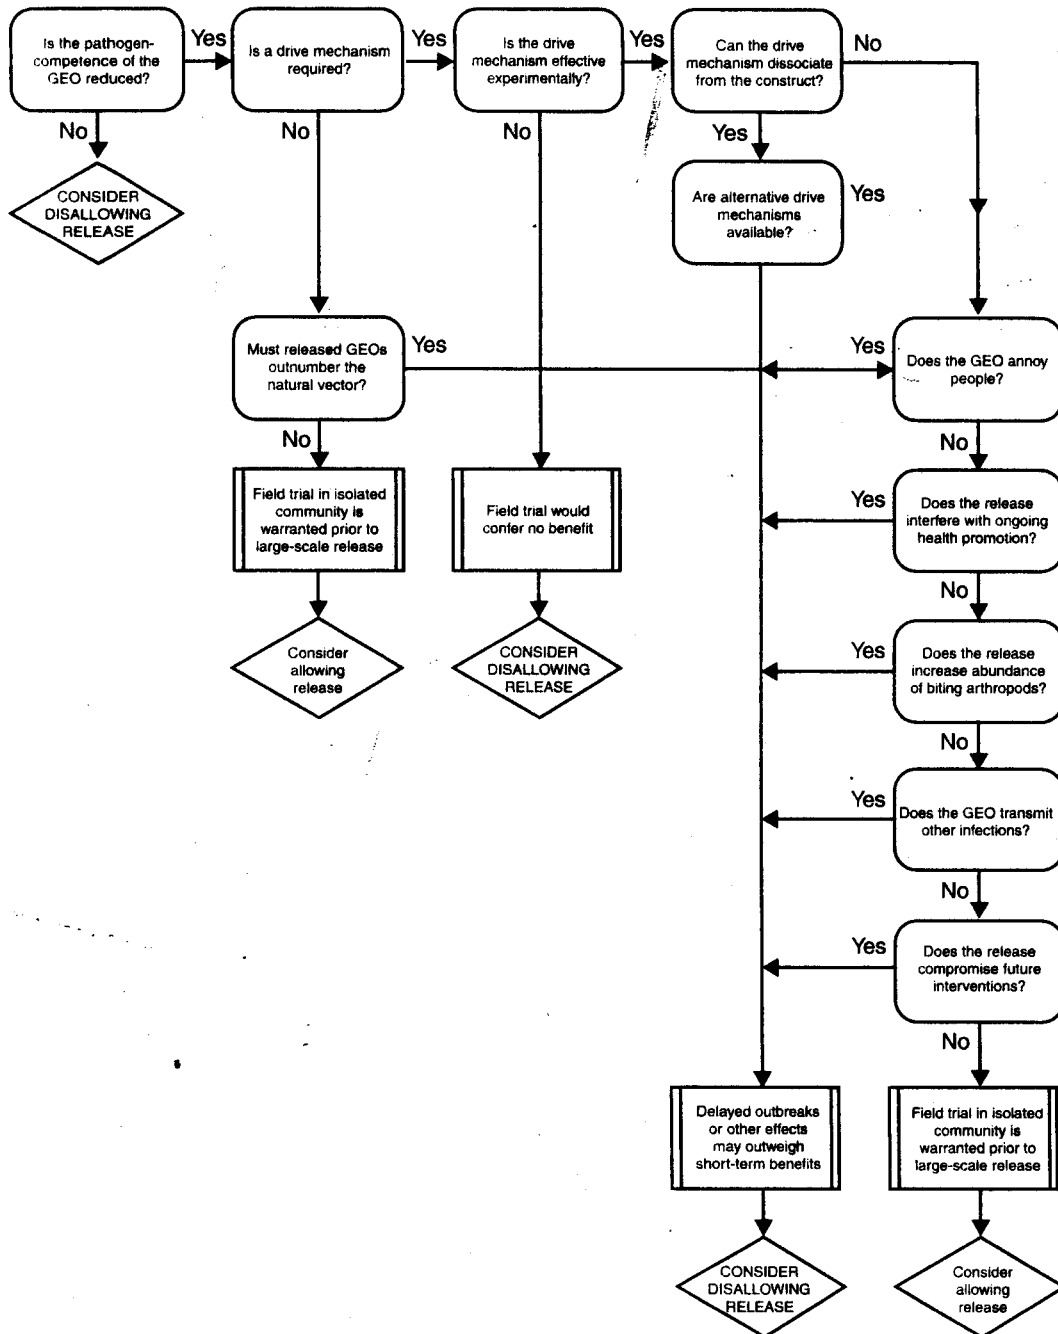 Is the pathogen-
competence of the
GEO reduced?
Yes
Is a drive mechanism
required?
Yes
Is the drive
mechanism effective
experimentally?
Yes
Can the drive
mechanism dissociate
from the construct?
No
No
No
No
Yes
CONSIDER
DISALLOWING
RELEASE
Are alternative drive
mechanisms
available?
Yes
Must released GEOs
outnumber the
natural vector?
Yes
Yes
Does the GEO annoy
people?
No
No
Field trial in isolated
community is
warranted prior to
large-scale release
Field trial would
confer no benefit
Yes
Does the release
interfere with ongoing
health promotion?
No
Consider
allowing
release
CONSIDER
DISALLOWING
RELEASE
Yes
Does the release
increase abundance
of biting arthropods?
No
Yes
Does the GEO transmit
other infections?
No
Yes
Does the release
compromise future
interventions?
No
Delayed outbreaks
or other effects
may outweigh
short-term benefits
Field trial in isolated
community is
warranted prior to
large-scale release
CONSIDER
DISALLOWING
RELEASE
Consider
allowing
release